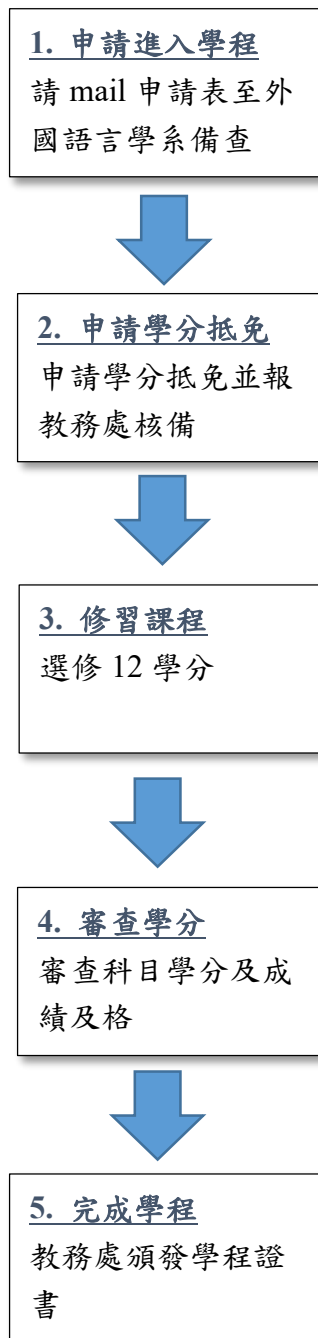 1. 申請進入學程
請 mail 申請表至外
國語言學系備查
2. 申請學分抵免
申請學分抵免並報
教務處核備
3. 修習課程
選修 12 學分
4. 審查學分
審查科目學分及成
績及格
5. 完成學程
教務處頒發學程證
書